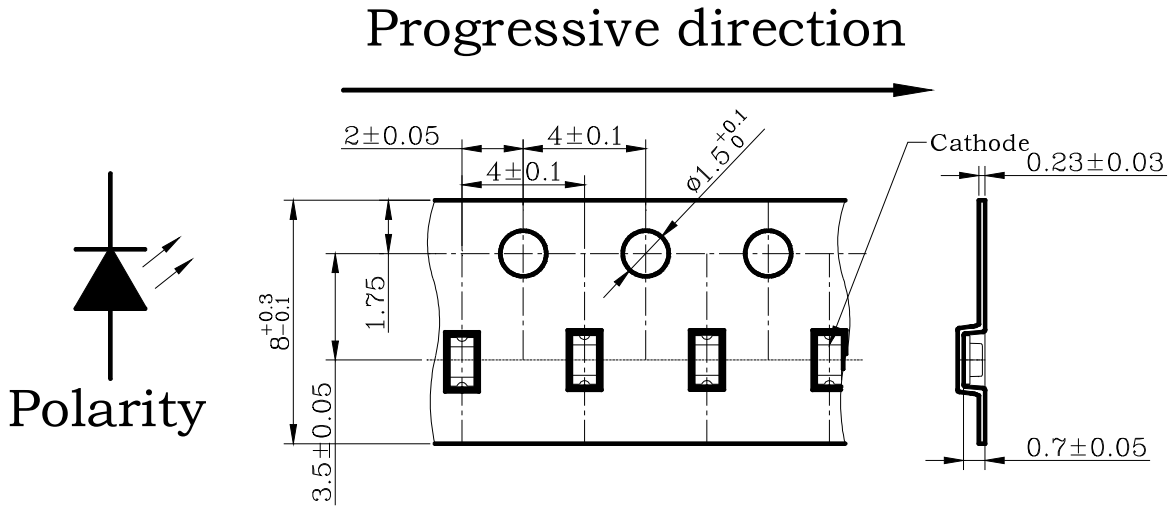 Progressive direction
2±0.05
4±0.1
4±0.1
ø1.5 +0.1 0
Cathode
0.23±0.03
1.75
8 +0.3 -0.1
3.5±0.05
Polarity
0.7±0.05